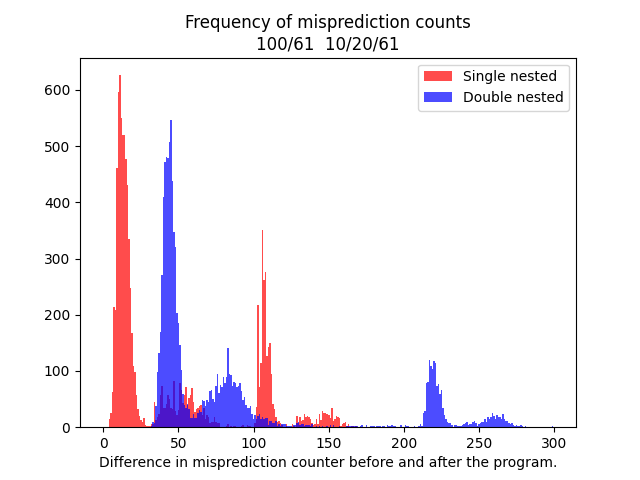 Frequency of misprediction counts
100/61  10/20/61
Single nested
Double nested
600
500
400
300
200
100
0
0 50 100 150 200 250 300
Difference in misprediction counter before and after the program.